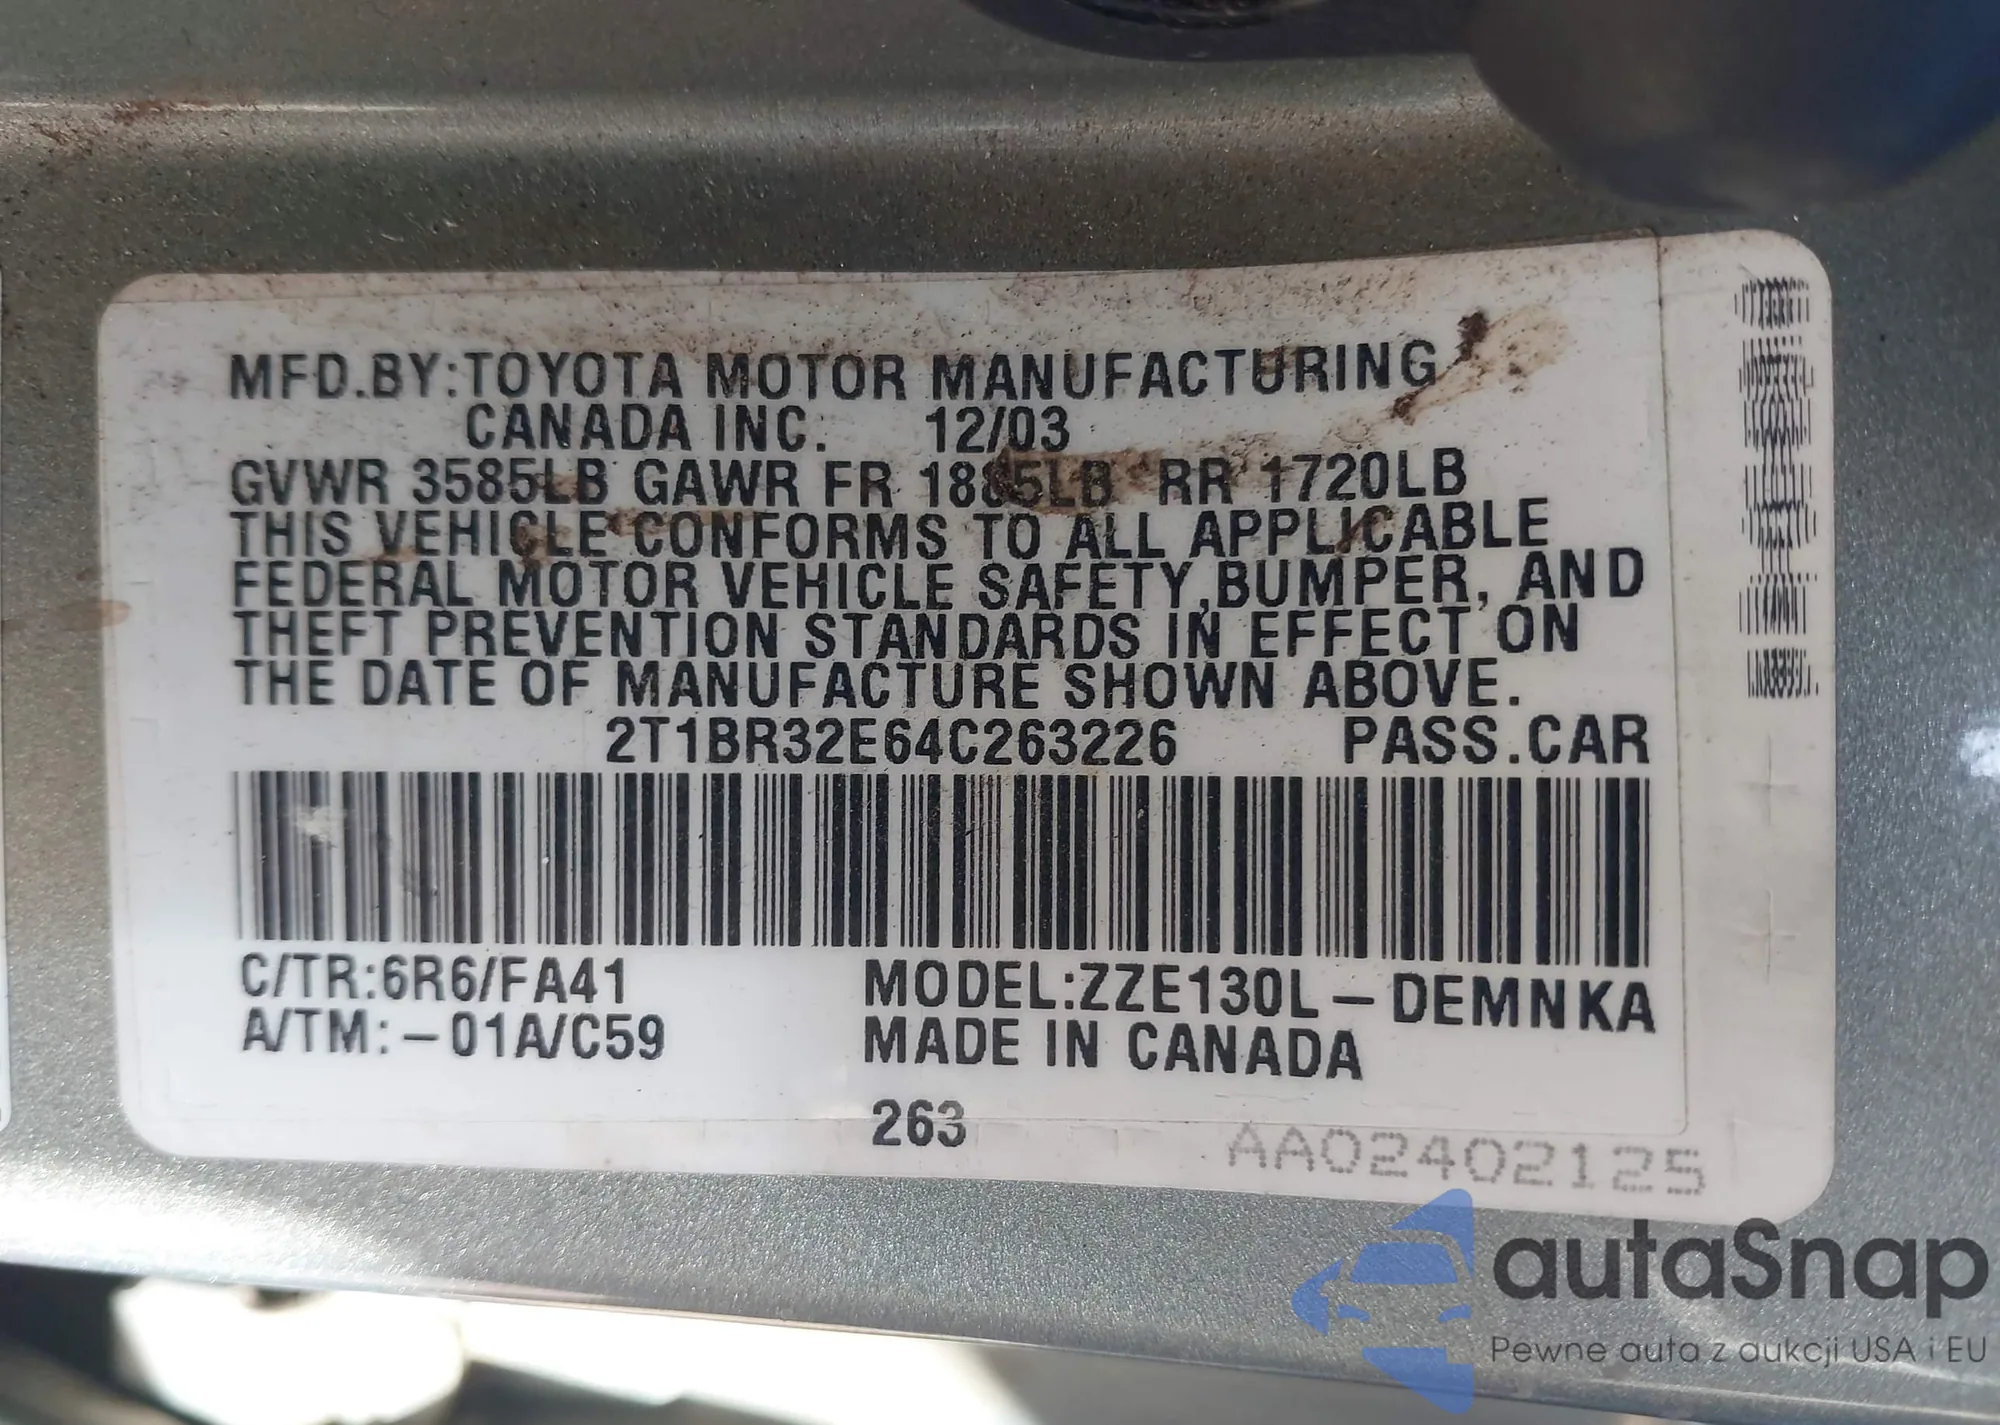 MFD.BY:TOYOTA MOTOR MANUFACTURING
CANADA INC. 12/03
GVWR 3585LB GAWR FR 1885LB RR 1720LB
THIS VEHICLE CONFORMS TO ALL APPLICABLE
FEDERAL MOTOR VEHICLE SAFETY,BUMPER, AND
THEFT PREVENTION STANDARDS IN EFFECT ON
THE DATE OF MANUFACTURE SHOWN ABOVE.
2T1BR32E64C263226 PASS.CAR
C/TR:6R6/FA41 MODEL:ZZE130L-DEMNKA
A/TM:-01A/C59 MADE IN CANADA
263
AA02402125
autaSnap
Pewne auta z aukcji USA i EU